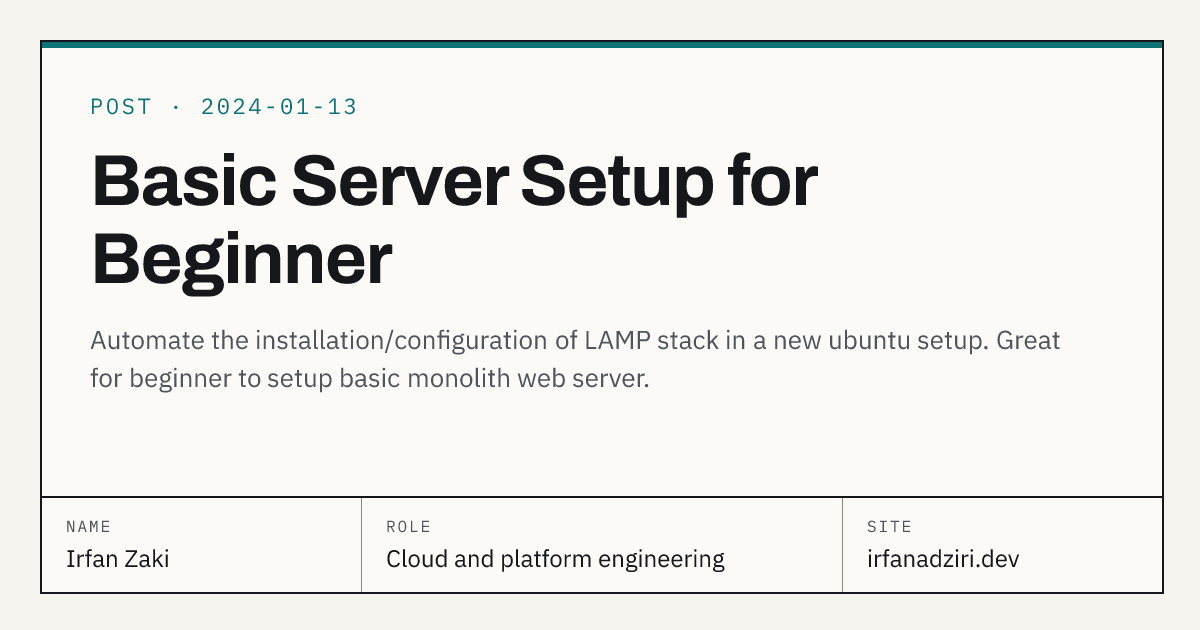 POST · 2024-01-13
Basic Server Setup for
Beginner
Automate the installation/configuration of LAMP stack in a new ubuntu setup. Great
for beginner to setup basic monolith web server.
NAME
Irfan Zaki
ROLE
Cloud and platform engineering
SITE
irfanadziri.dev